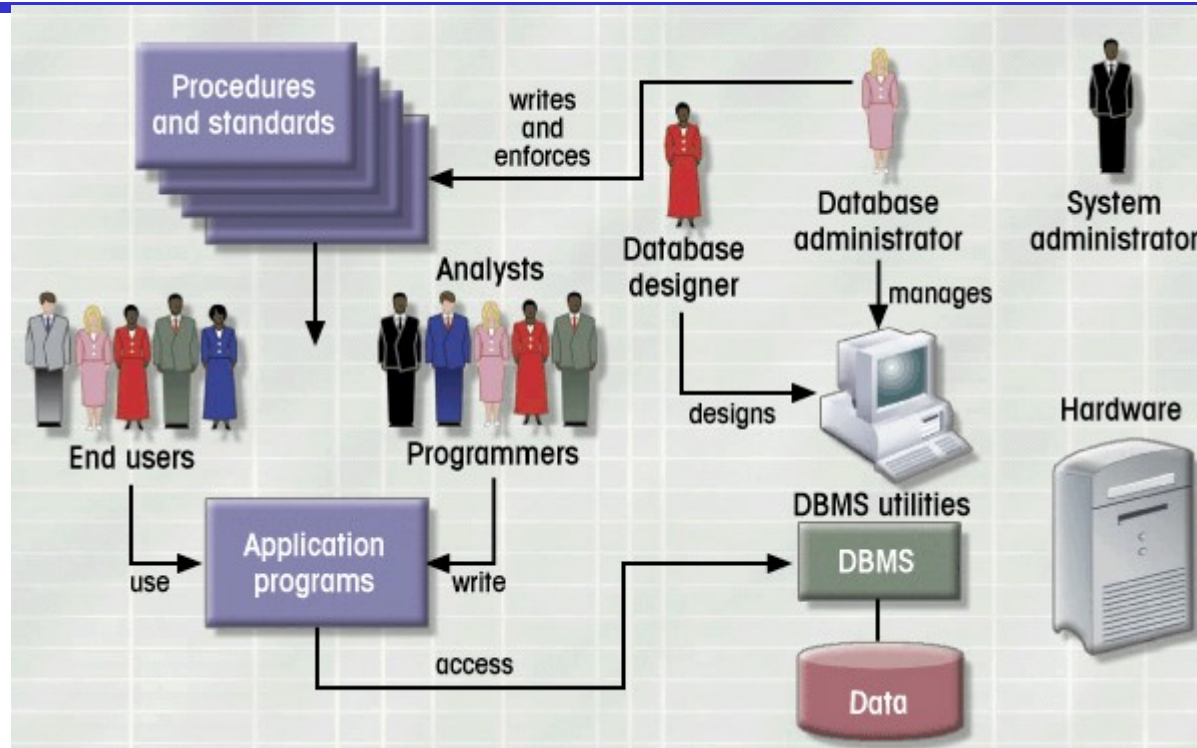 Procedures
and standards
writes
and
enforces
Database
administrator
System
administrator
Database
designer
Analysts
manages
designs
Hardware
End users
Programmers
DBMS utilities
Application
programs
use
write
DBMS
access
Data